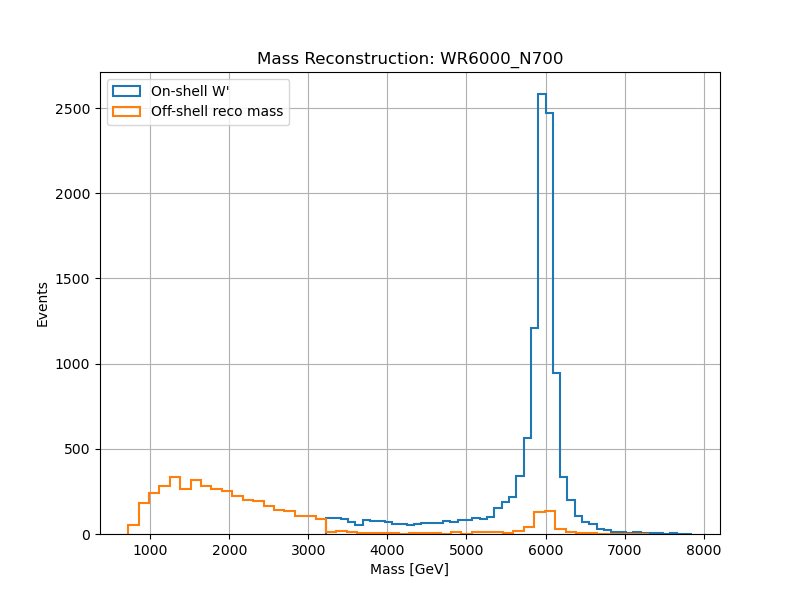 Mass Reconstruction: WR6000_N700
On-shell W'
Off-shell reco mass
2500
2000
1500
1000
500
0
Events
1000 2000 3000 4000 5000 6000 7000 8000
Mass [GeV]